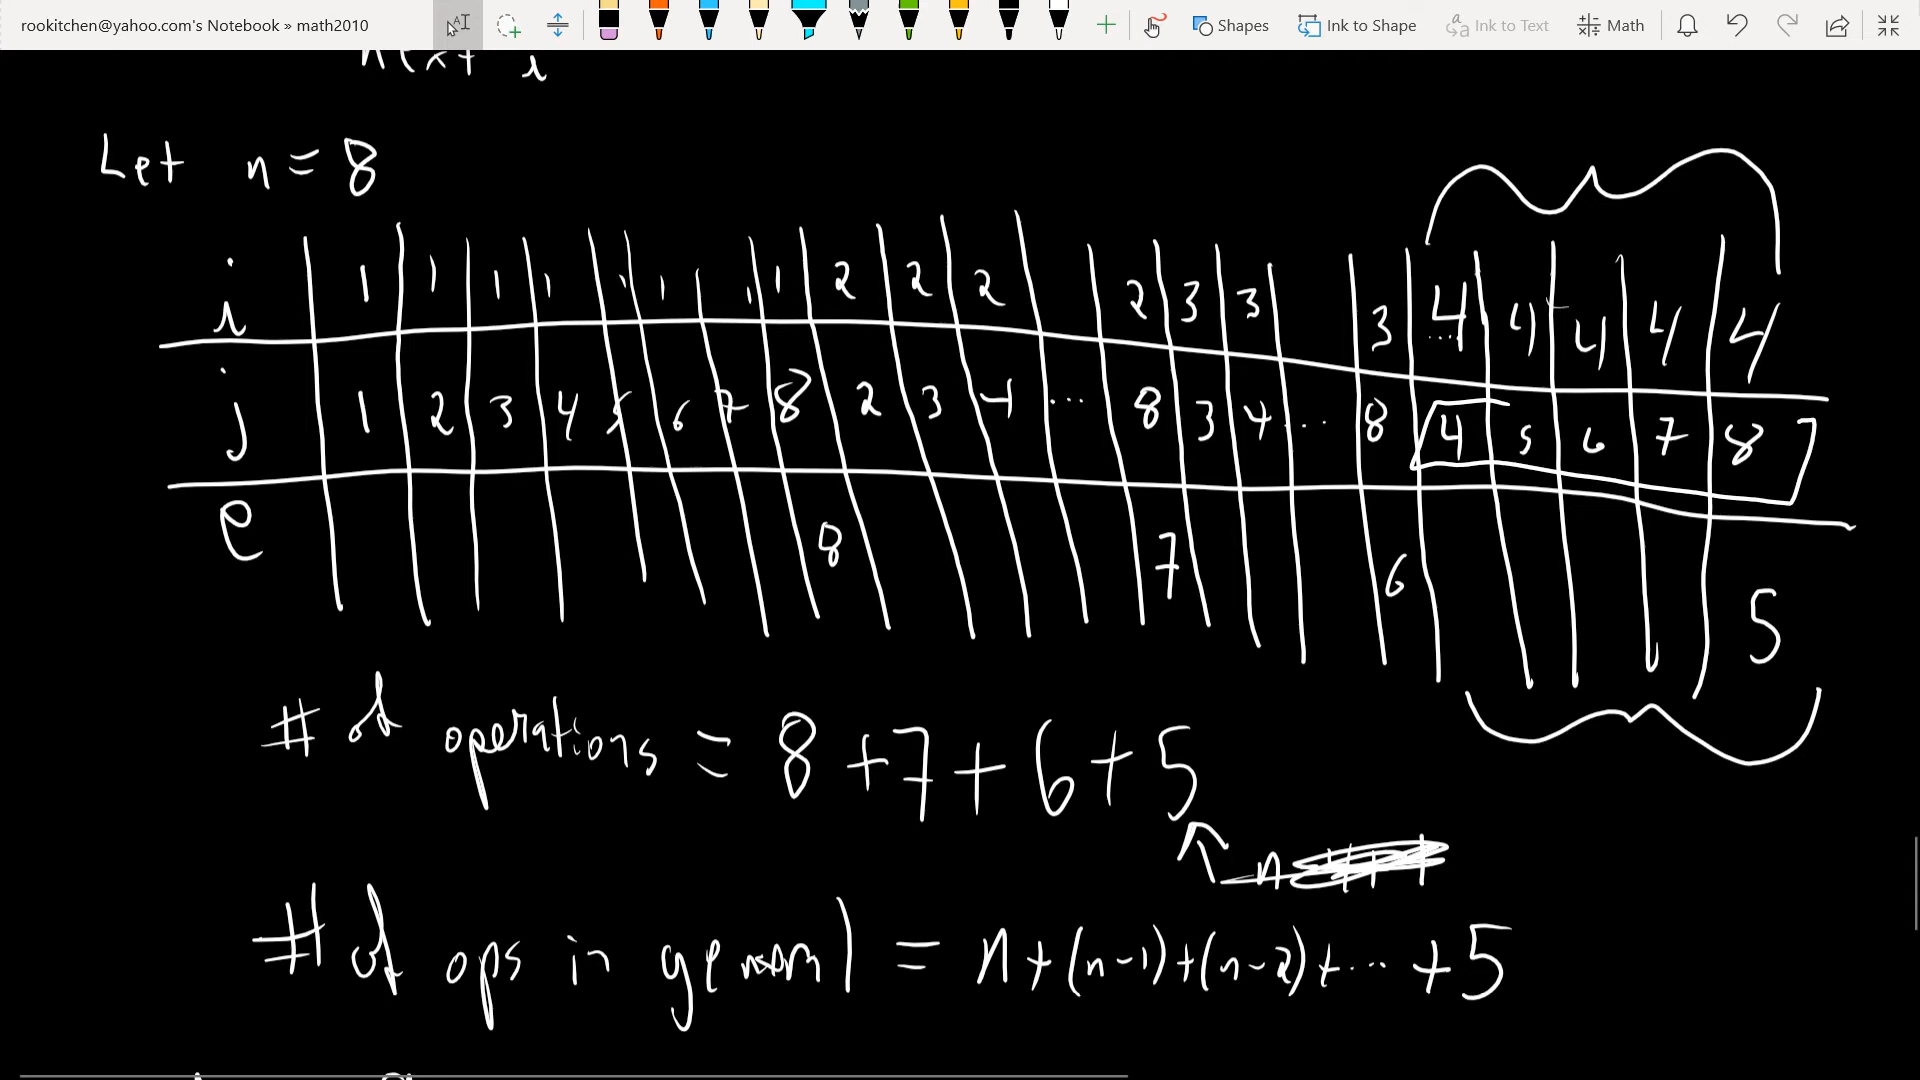 rookitchen@yahoo.com's Notebook » math2010 Shapes Ink to Shape Ink to Text Math
next i
Let n = 8
i 1 1 1 1 1 1 1 1 2 2 2 2 3 3 3 4 4 4 4 4
j 1 2 3 4 5 6 7 8 2 3 4 ... 8 3 4 ... 8 4 5 6 7 8
e 8 7 6 5
# of operations = 8 + 7 + 6 + 5
n
# of ops in general = n + (n-1) + (n-2) + ... + 5